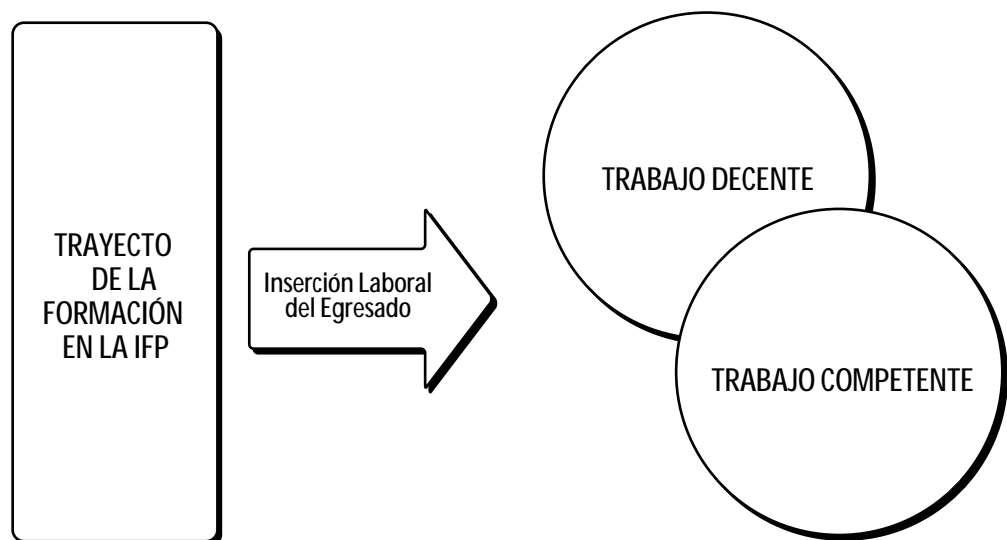 TRAYECTO
DE LA
FORMACIÓN
EN LA IFP
Inserción Laboral
del Egresado
TRABAJO DECENTE
TRABAJO COMPETENTE